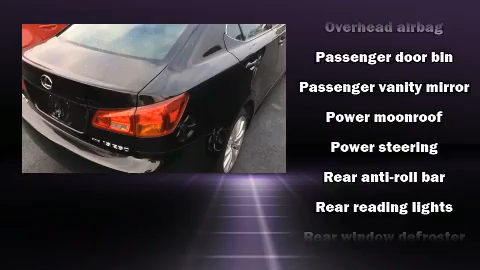 Overhead airbag
Passenger door bin
Passenger vanity mirror
Power moonroof
Power steering
Rear anti-roll bar
Rear reading lights
Rear window defroster